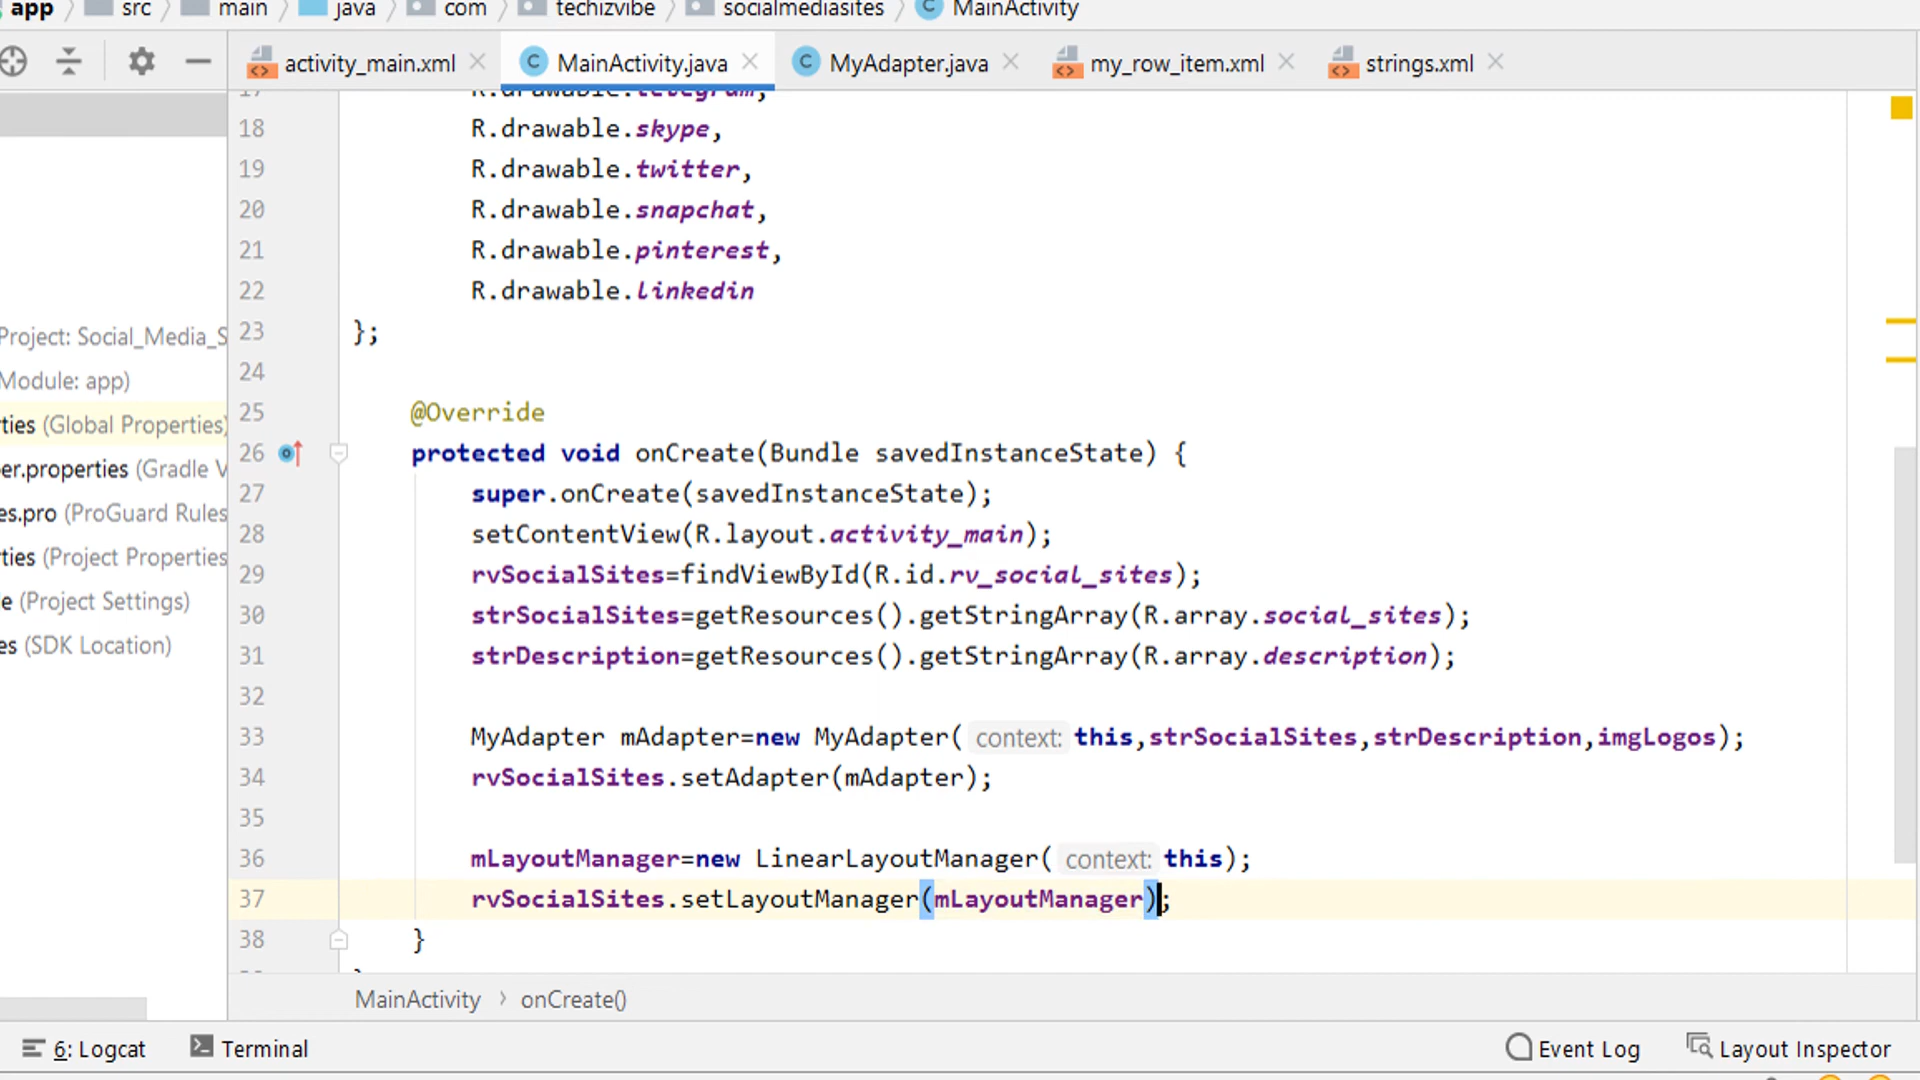 app src main java com techizvibe socialmediasites MainActivity
activity_main.xml MainActivity.java MyAdapter.java my_row_item.xml strings.xml
17 R.drawable.telegram,
18 R.drawable.skype,
19 R.drawable.twitter,
20 R.drawable.snapchat,
21 R.drawable.pinterest,
22 R.drawable.linkedin
23 };
24
25 @Override
26 protected void onCreate(Bundle savedInstanceState) {
27 super.onCreate(savedInstanceState);
28 setContentView(R.layout.activity_main);
29 rvSocialSites=findViewById(R.id.rv_social_sites);
30 strSocialSites=getResources().getStringArray(R.array.social_sites);
31 strDescription=getResources().getStringArray(R.array.description);
32
33 MyAdapter mAdapter=new MyAdapter( context: this,strSocialSites,strDescription,imgLogos);
34 rvSocialSites.setAdapter(mAdapter);
35
36 mLayoutManager=new LinearLayoutManager( context: this);
37 rvSocialSites.setLayoutManager(mLayoutManager);
38 }
Project: Social_Media_S
Module: app)
ties (Global Properties)
er.properties (Gradle V
es.pro (ProGuard Rules
ties (Project Properties
e (Project Settings)
es (SDK Location)
MainActivity onCreate()
6: Logcat Terminal Event Log Layout Inspector